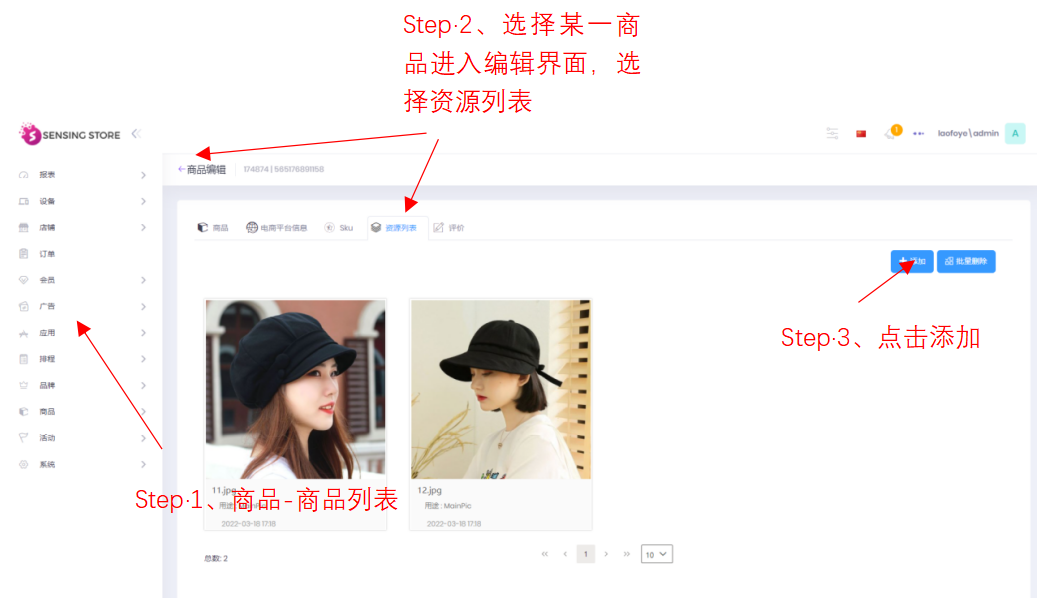 Step·2、选择某一商
品进入编辑界面，选
择资源列表
SENSING STORE
1
laofoye\admin
A
商品编辑
174874 | 565176891158
报表
设备
店铺
订单
会员
广告
应用
排程
品牌
商品
活动
系统
商品
电商平台信息
Sku
资源列表
评价
添加
批量删除
Step·3、点击添加
Step·1、商品-商品列表
11.jpg
用途 : MainPic
2022-03-18 17:18
12.jpg
用途 : MainPic
2022-03-18 17:18
总数: 2
1
10